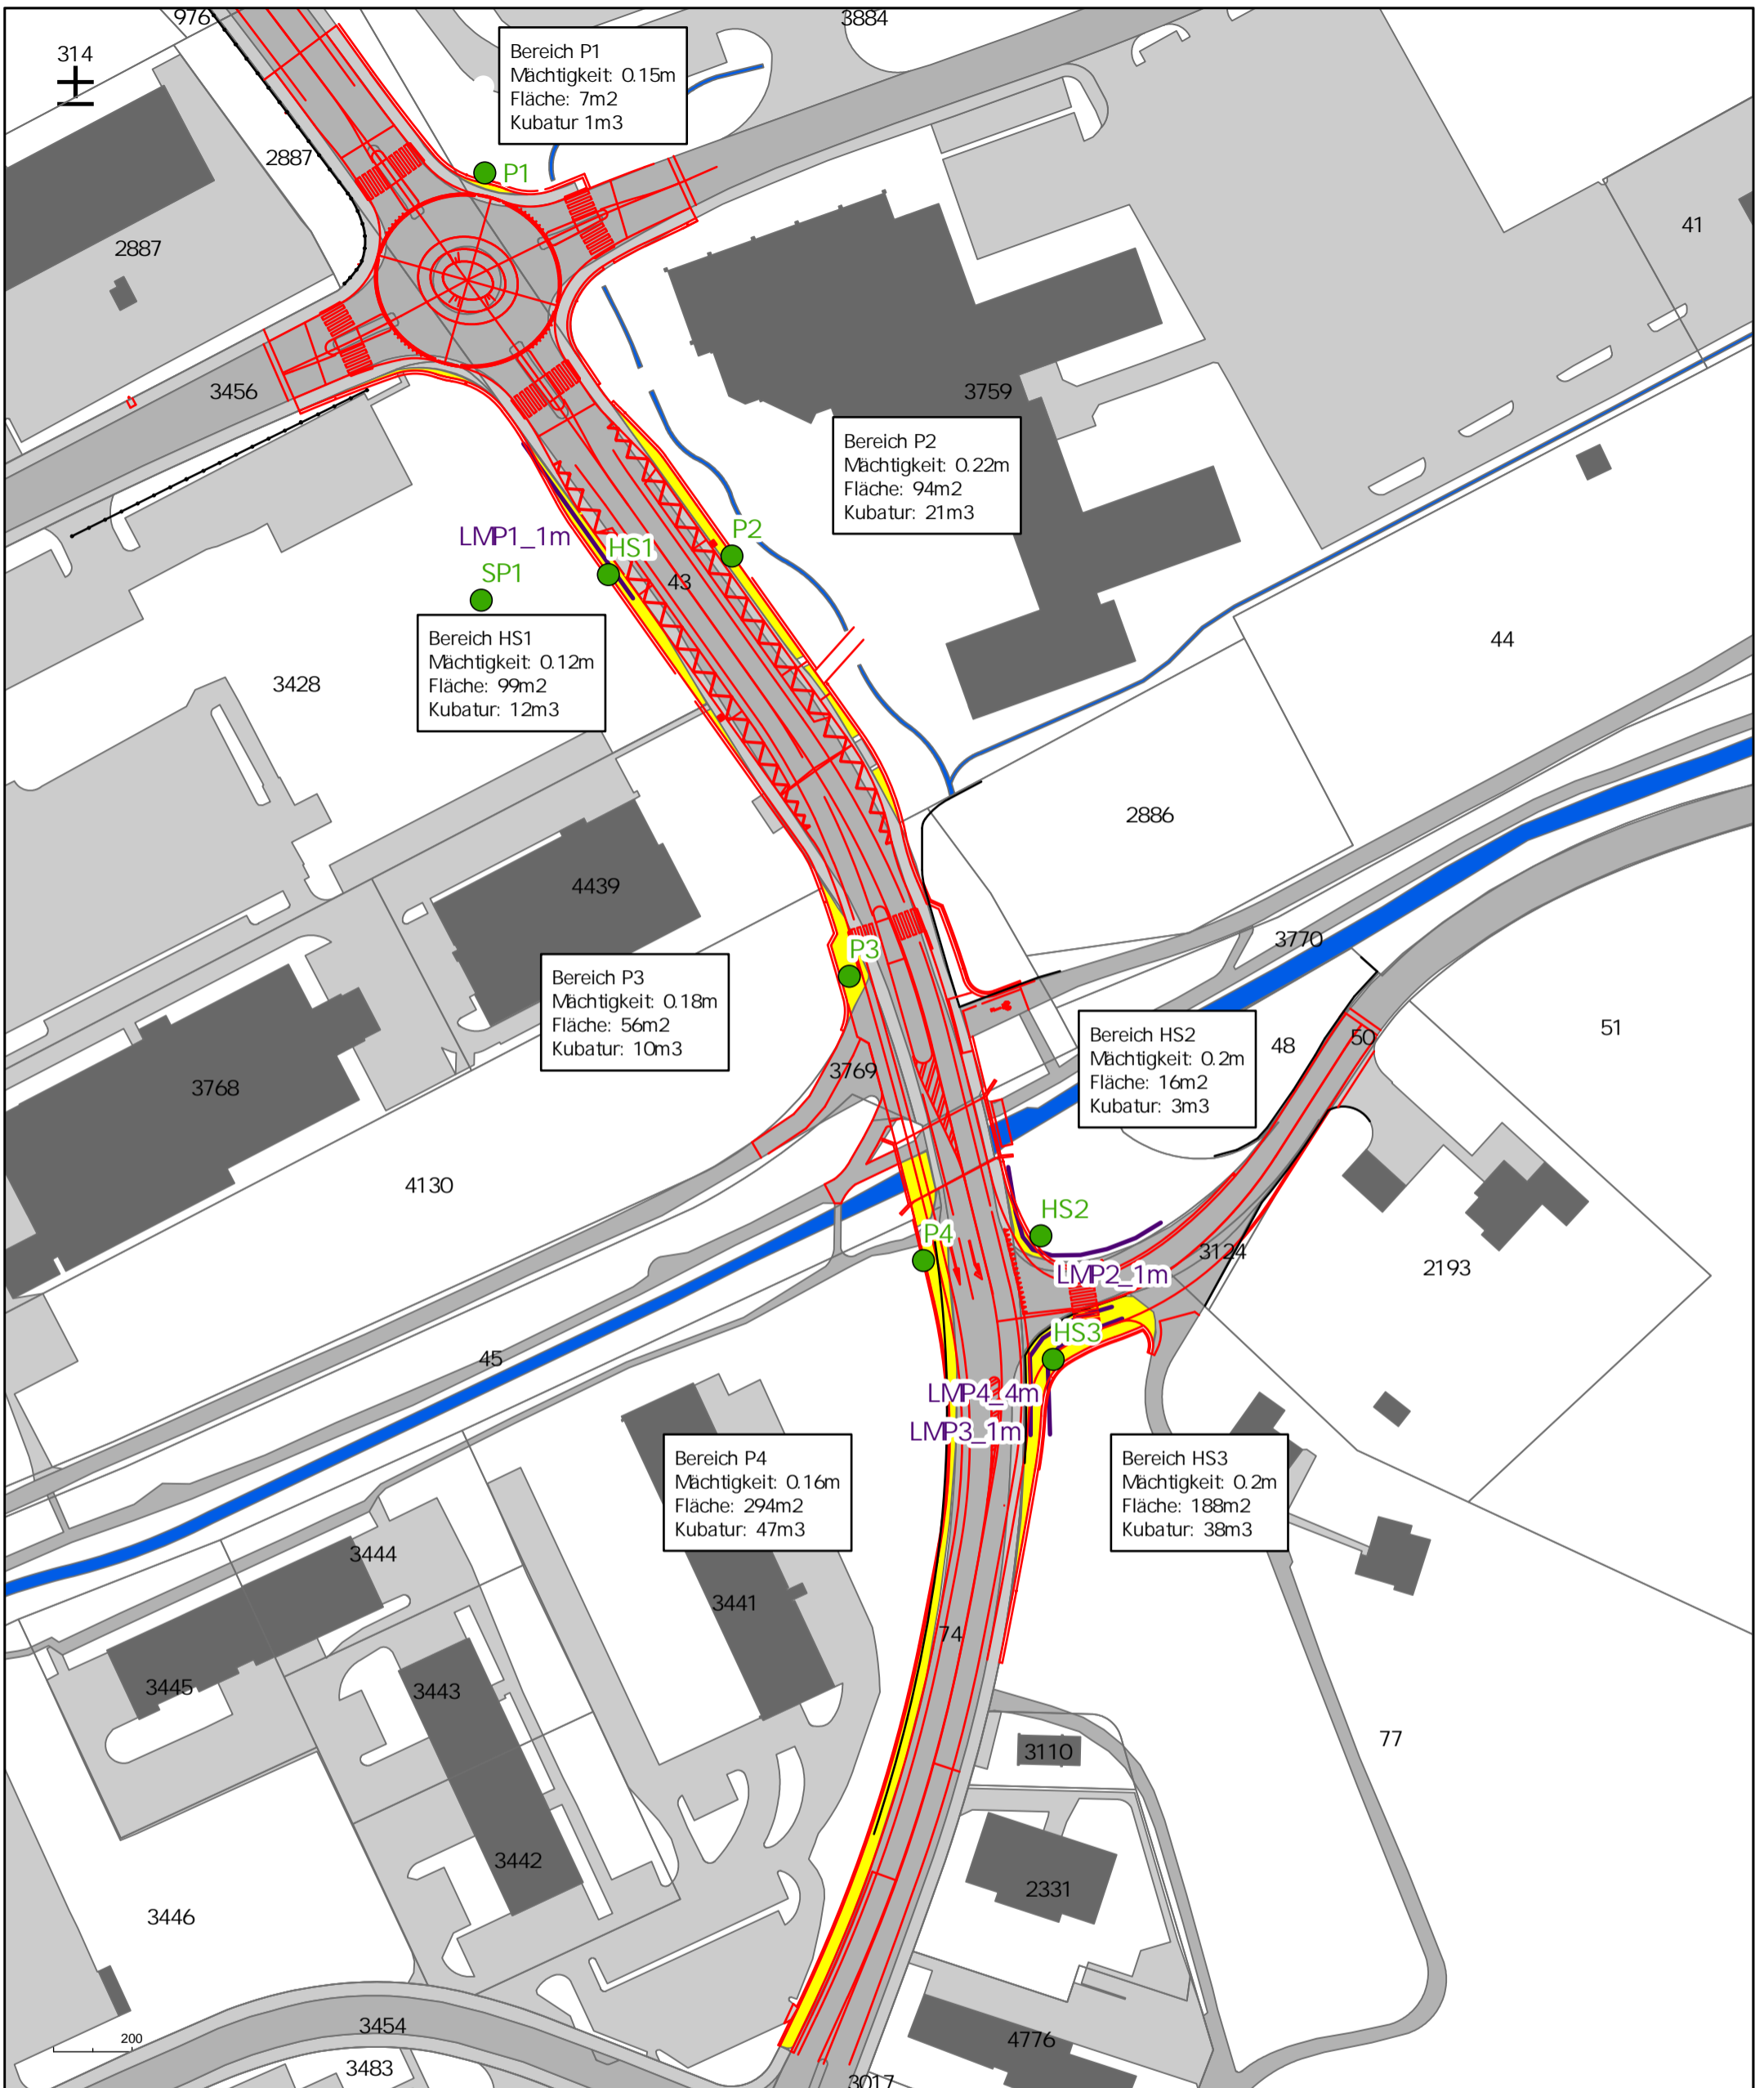 976
3884
314
Bereich P1
Mächtigkeit: 0.15m
Fläche: 7m2
Kubatur 1m3
2887
P1
2887
41
3456
3759
Bereich P2
Mächtigkeit: 0.22m
Fläche: 94m2
Kubatur: 21m3
LMP1_1m
HS1
P2
SP1
43
Bereich HS1
Mächtigkeit: 0.12m
Fläche: 99m2
Kubatur: 12m3
44
3428
2886
4439
3770
P3
Bereich P3
Mächtigkeit: 0.18m
Fläche: 56m2
Kubatur: 10m3
Bereich HS2
Mächtigkeit: 0.2m
Fläche: 16m2
Kubatur: 3m3
48
50
51
3768
3769
4130
HS2
P4
3124
2193
LMP2_1m
HS3
45
LMP4_4m
LMP3_1m
Bereich P4
Mächtigkeit: 0.16m
Fläche: 294m2
Kubatur: 47m3
Bereich HS3
Mächtigkeit: 0.2m
Fläche: 188m2
Kubatur: 38m3
3444
3441
74
3445
3443
77
3110
3442
2331
3446
3454
200
4776
3483
3017